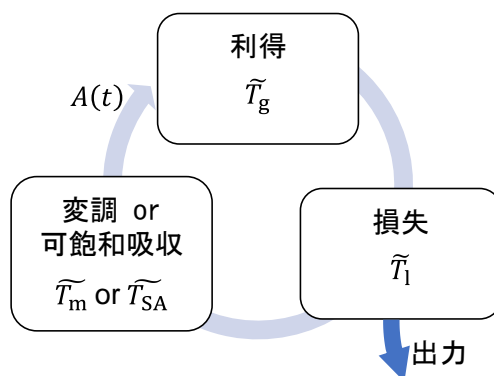 利得
T̃g
A(t)
変調 or
可飽和吸収
T̃m or T̃SA
損失
T̃l
出力